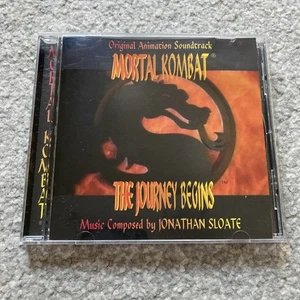 Original Animation Soundtrack
MORTAL KOMBAT®
THE JOURNEY BEGINS
Music Composed by JONATHAN SLOATE
MORTAL KOMBAT